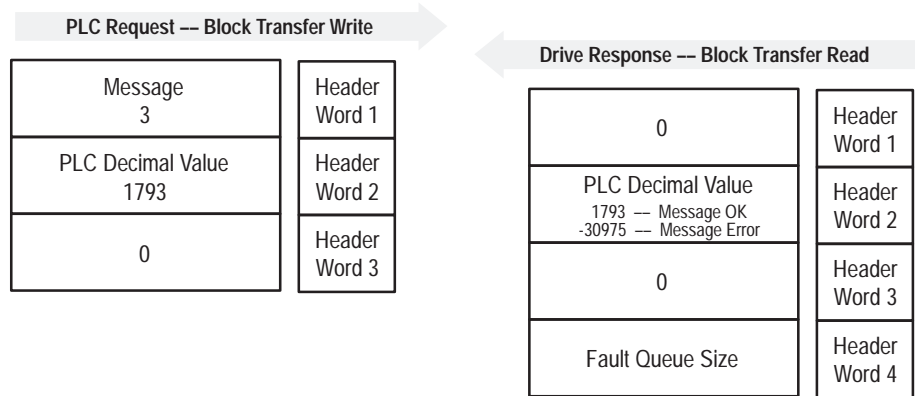 PLC Request –– Block Transfer Write
Message
3
Header
Word 1
PLC Decimal Value
1793
Header
Word 2
0
Header
Word 3
Drive Response –– Block Transfer Read
0
Header
Word 1
PLC Decimal Value
1793 –– Message OK
-30975 –– Message Error
Header
Word 2
0
Header
Word 3
Fault Queue Size
Header
Word 4